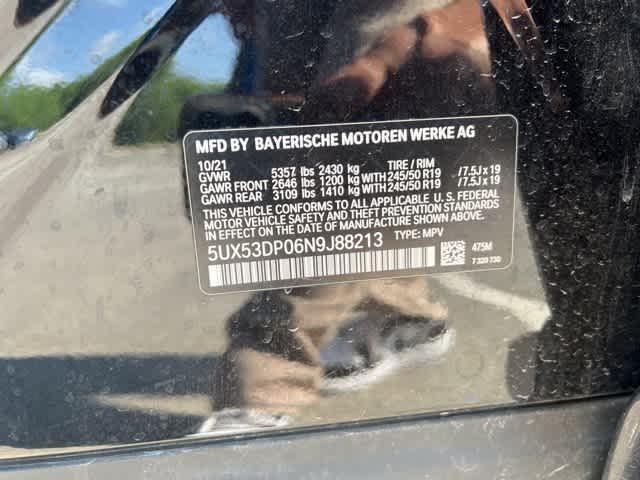 MFD BY BAYERISCHE MOTOREN WERKE AG
10/21 TIRE / RIM
GVWR 5357 lbs 2430 kg
GAWR FRONT 2646 lbs 1200 kg WITH 245/50 R19 /7.5J x 19
GAWR REAR 3109 lbs 1410 kg WITH 245/50 R19 /7.5J x 19
THIS VEHICLE CONFORMS TO ALL APPLICABLE U.S. FEDERAL
MOTOR VEHICLE SAFETY AND THEFT PREVENTION STANDARDS
IN EFFECT ON THE DATE OF MANUFACTURE SHOWN ABOVE.
5UX53DP06N9J88213 TYPE: MPV
475M
7 320 730